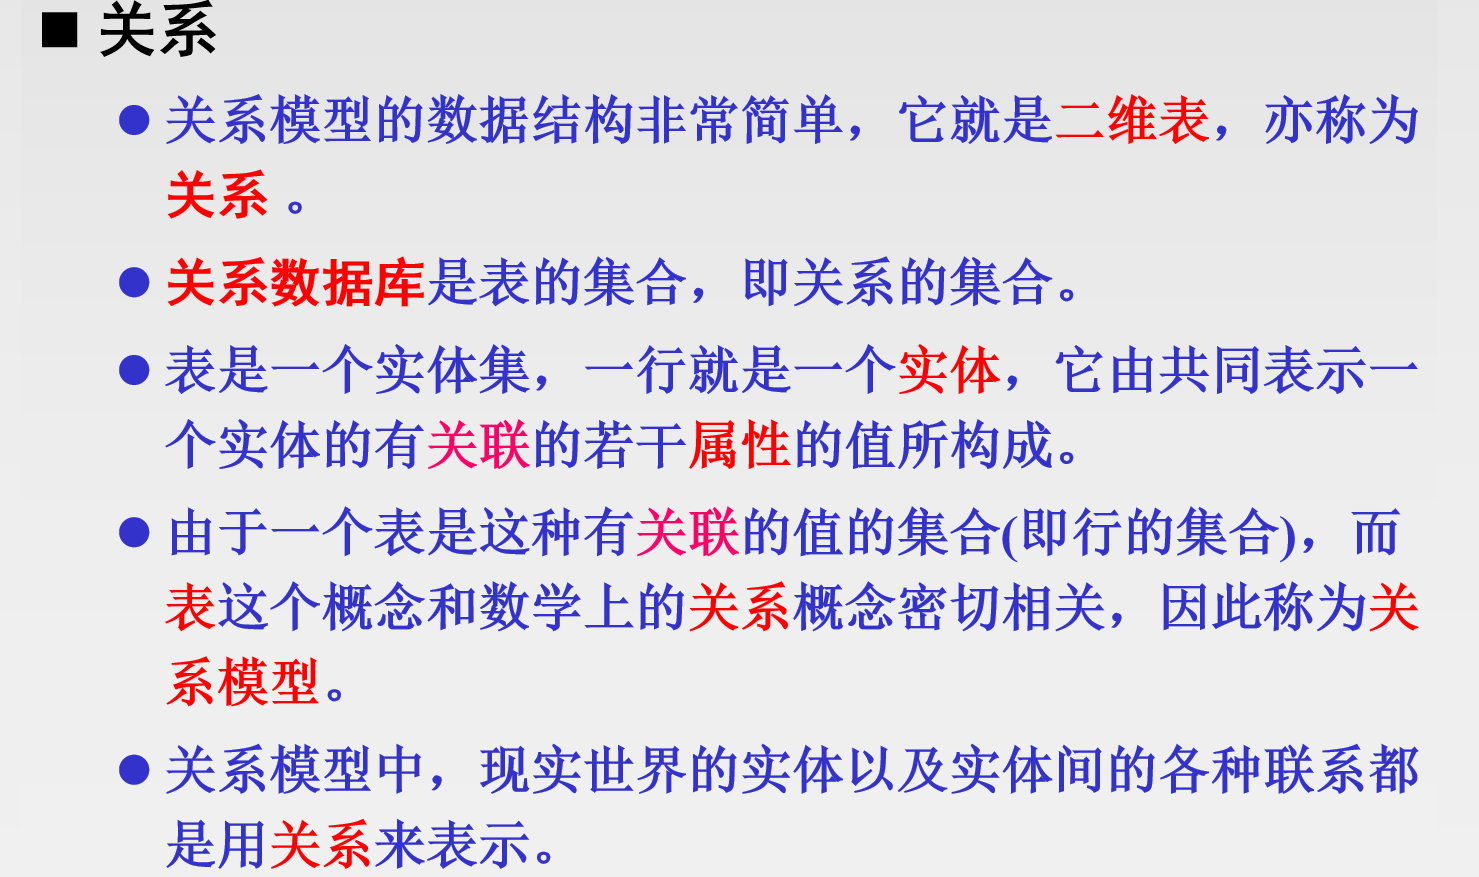 ■ 关系
● 关系模型的数据结构非常简单，它就是二维表，亦称为
关系 。
● 关系数据库是表的集合，即关系的集合。
● 表是一个实体集，一行就是一个实体，它由共同表示一
个实体的有关联的若干属性的值所构成。
● 由于一个表是这种有关联的值的集合(即行的集合)，而
表这个概念和数学上的关系概念密切相关，因此称为关
系模型。
● 关系模型中，现实世界的实体以及实体间的各种联系都
是用关系来表示。